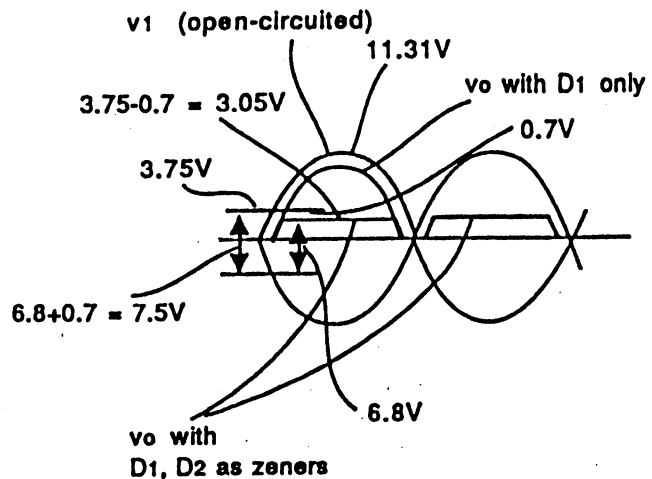 v1 (open-circuited)
11.31V
vo with D1 only
3.75-0.7 = 3.05V
0.7V
3.75V
6.8+0.7 = 7.5V
6.8V
vo with
D1, D2 as zeners